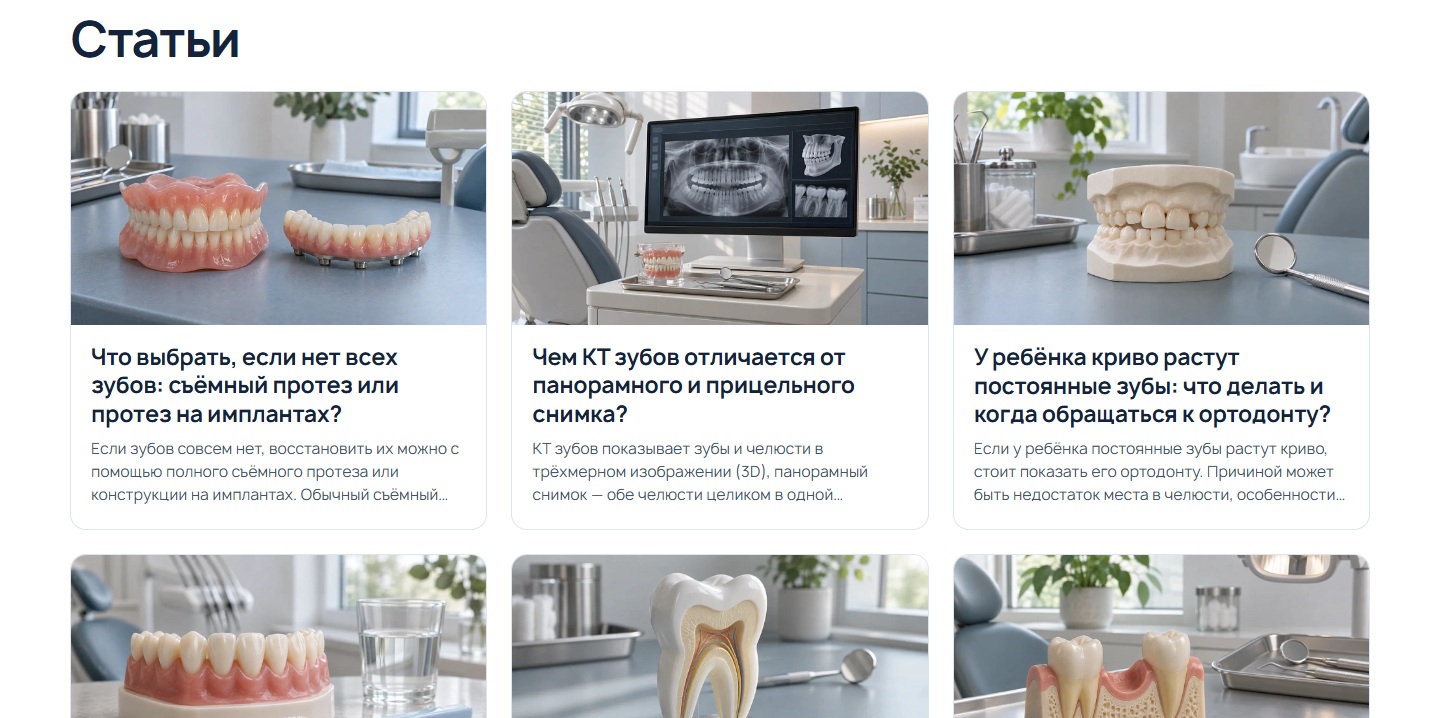 Статьи
Что выбрать, если нет всех
зубов: съёмный протез или
протез на имплантах?
Если зубов совсем нет, восстановить их можно с
помощью полного съёмного протеза или
конструкции на имплантах. Обычный съёмный...
Чем КТ зубов отличается от
панорамного и прицельного
снимка?
КТ зубов показывает зубы и челюсти в
трёхмерном изображении (3D), панорамный
снимок — обе челюсти целиком в одной...
У ребёнка криво растут
постоянные зубы: что делать и
когда обращаться к ортодонту?
Если у ребёнка постоянные зубы растут криво,
стоит показать его ортодонту. Причиной может
быть недостаток места в челюсти, особенности...